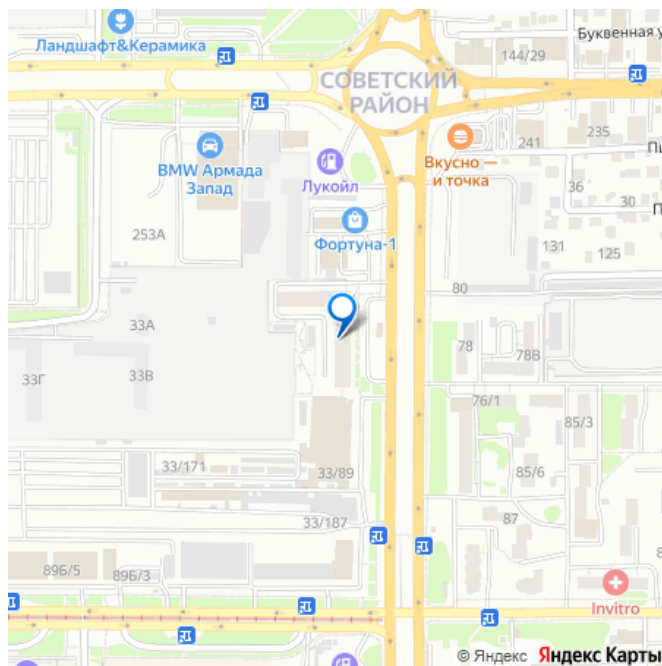 Ландшафт&Керамика
Буквенная у
144/29
СОВЕТСКИЙ
РАЙОН
BMW Армада
Запад
Лукойл
Вкусно —
и точка
241
235
Пи
36
30
П
253А
Фортуна-1
131
125
80
33А
78
78В
33Г
33В
76/1
85/3
33/171
33/89
85/6
33/187
87
89Б/5
89Б/3
Invitro
© Яндекс Яндекс Карты